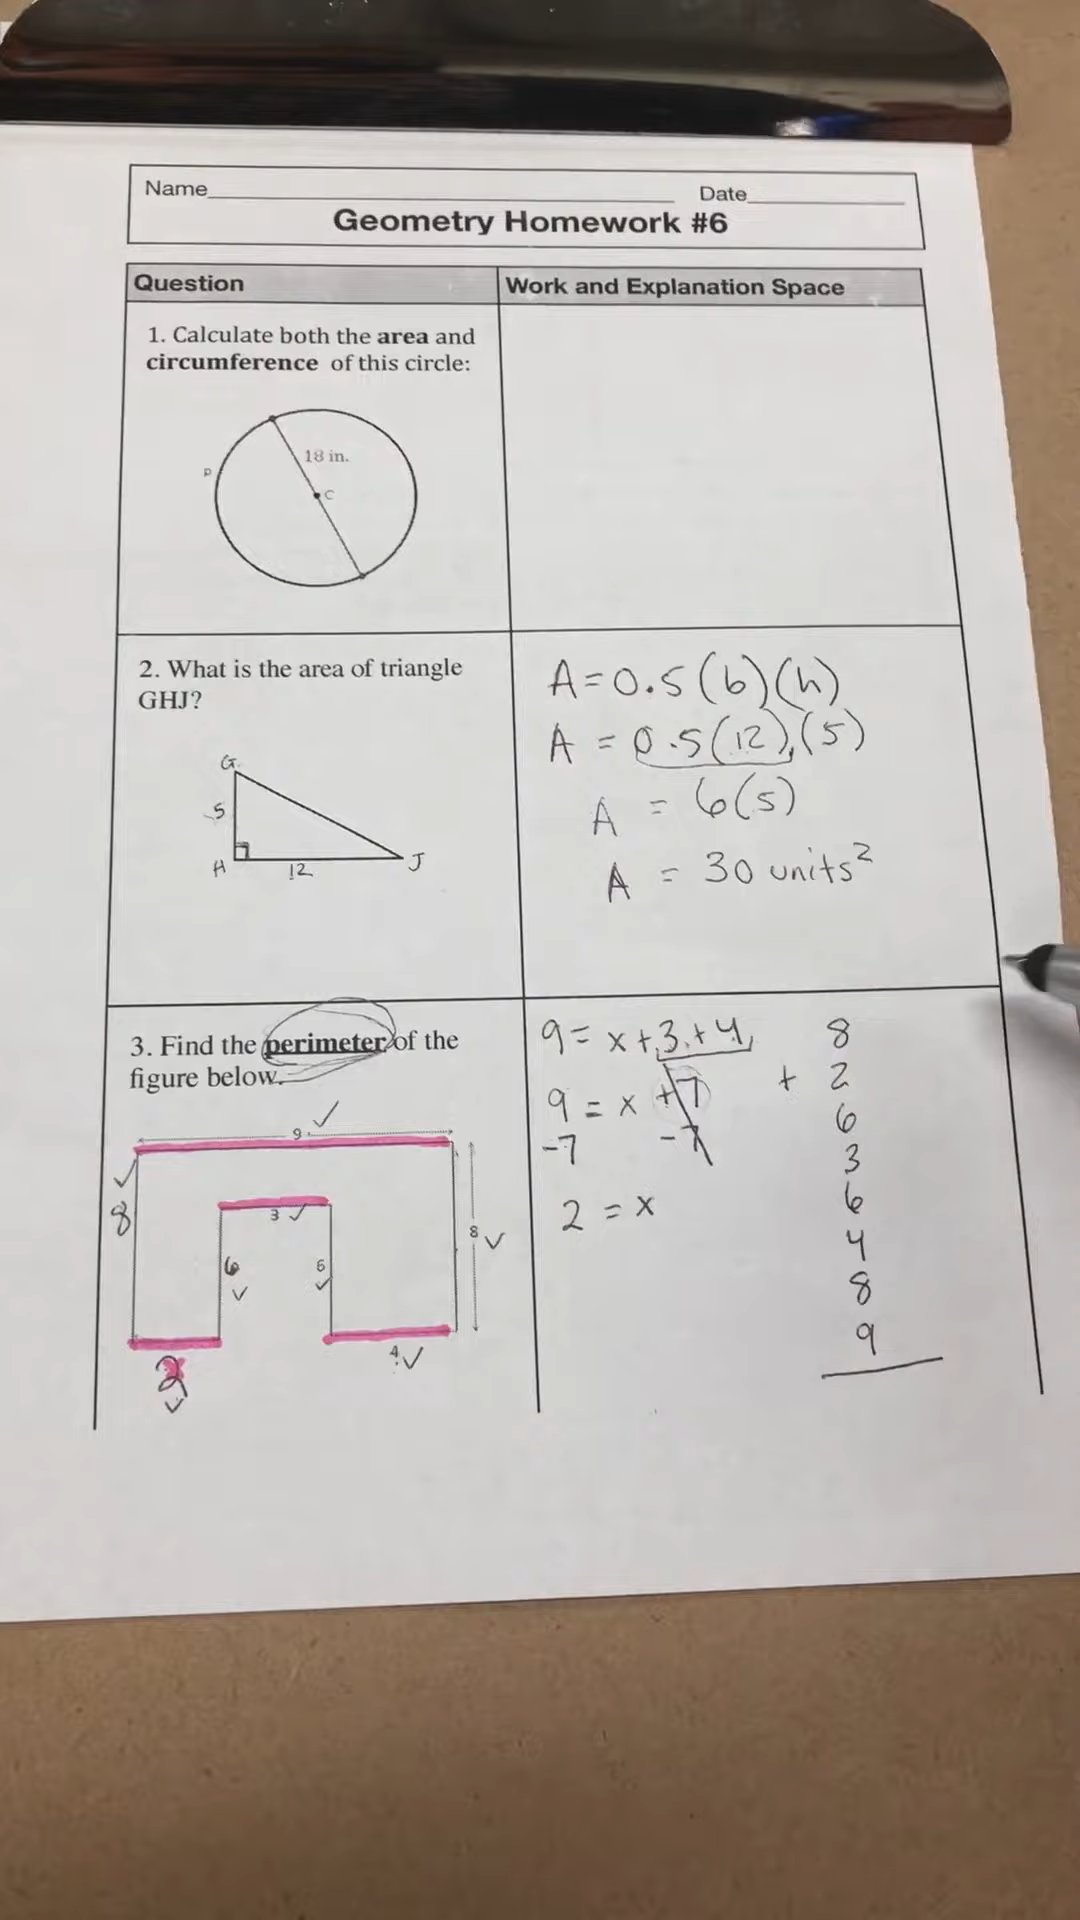 Name Date
Geometry Homework #6
Question Work and Explanation Space
1. Calculate both the area and
circumference of this circle:
18 in.
P
C
2. What is the area of triangle
GHJ?
G
5
H
12
J
A = 0.5(b)(h)
A = 0.5(12)(5)
A = 6(5)
A = 30 units²
3. Find the perimeter of the
figure below.
9
8
3
8
6
4
2
9 = x + 3 + 4
9 = x + 7
-7 -7
2 = x
8
+ 2
6
3
6
4
8
9